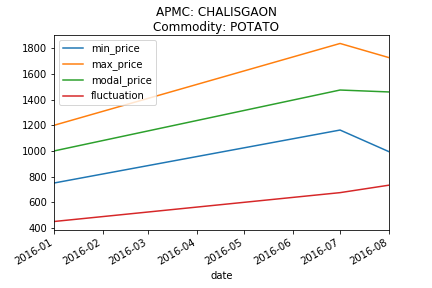 APMC: CHALISGAON
Commodity: POTATO
min_price
max_price
modal_price
fluctuation
1800
1600
1400
1200
1000
800
600
400
2016-01
2016-02
2016-03
2016-04
2016-05
2016-06
2016-07
2016-08
date